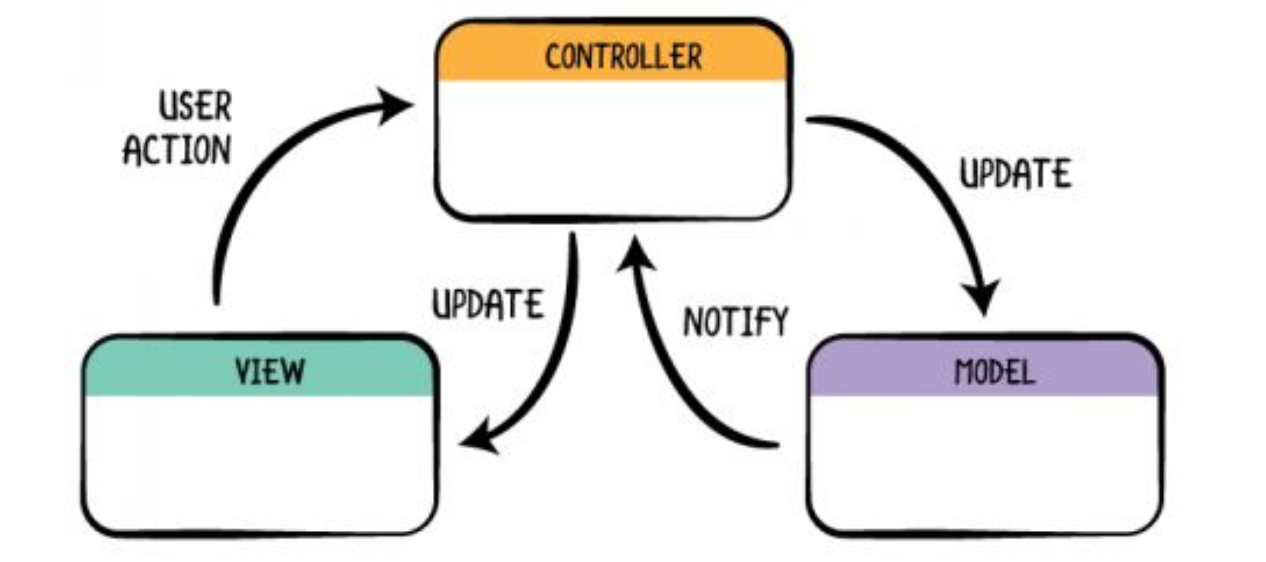 CONTROLLER
USER
ACTION
UPDATE
UPDATE
NOTIFY
VIEW
MODEL